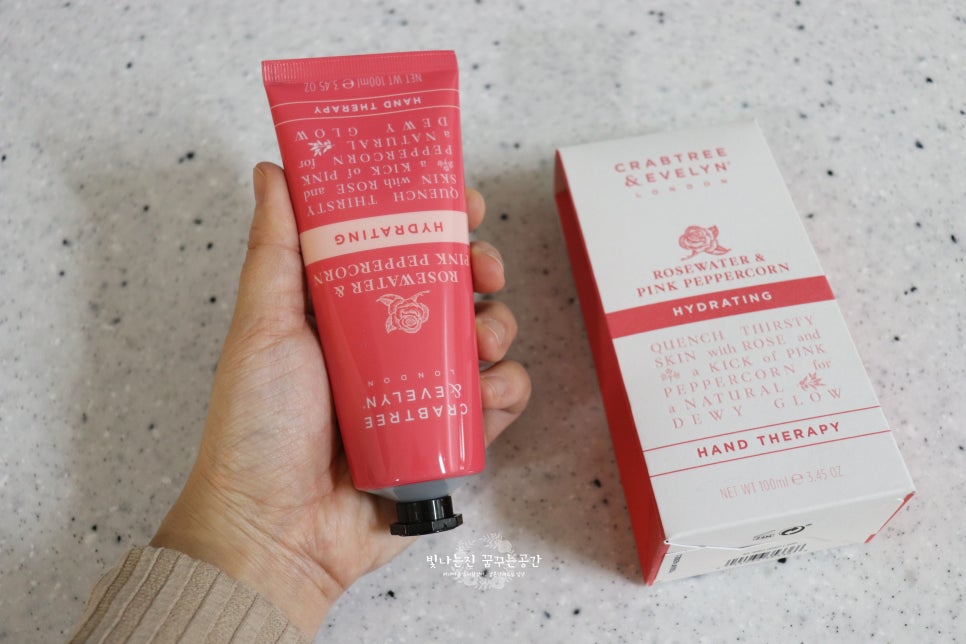 CRABTREE
& EVELYN®
LONDON
ROSEWATER &
PINK PEPPERCORN
HYDRATING
QUENCH THIRSTY
SKIN with ROSE and
a KICK of PINK
PEPPERCORN for
a NATURAL
DEWY GLOW
HAND THERAPY
NET WT 100ml e 3.45 OZ
CRABTREE
& EVELYN®
LONDON
ROSEWATER &
PINK PEPPERCORN
HYDRATING
QUENCH THIRSTY
SKIN with ROSE and
a KICK of PINK
PEPPERCORN for
a NATURAL
DEWY GLOW
HAND THERAPY
NET WT 100ml e 3.45 OZ
빛나는진 꿈꾸는공간